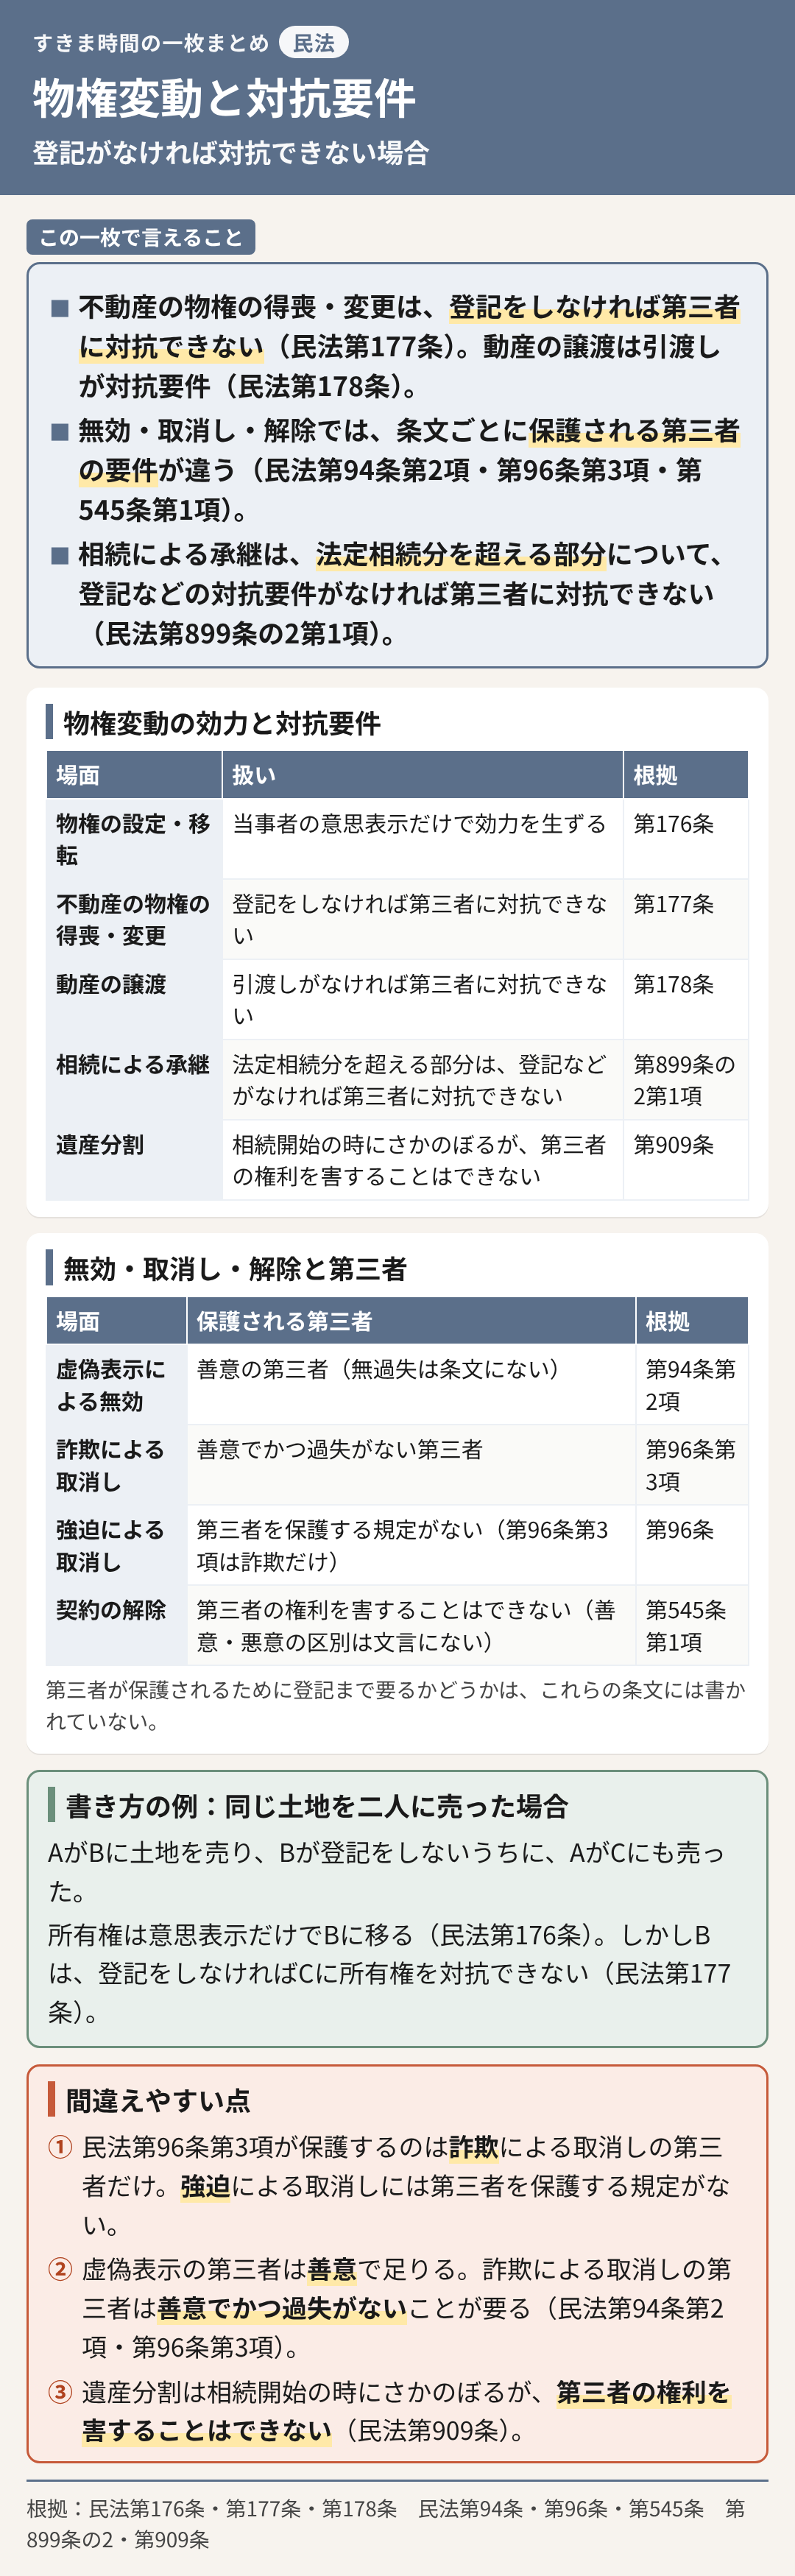 すきま時間の一枚まとめ 民法
物権変動と対抗要件
登記がなければ対抗できない場合
この一枚で言えること
■ 不動産の物権の得喪・変更は、登記をしなければ第三者
に対抗できない（民法第177条）。動産の譲渡は引渡し
が対抗要件（民法第178条）。
■ 無効・取消し・解除では、条文ごとに保護される第三者
の要件が違う（民法第94条第2項・第96条第3項・第
545条第1項）。
■ 相続による承継は、法定相続分を超える部分について、
登記などの対抗要件がなければ第三者に対抗できない
（民法第899条の2第1項）。
物権変動の効力と対抗要件
場面 扱い 根拠
物権の設定・移 当事者の意思表示だけで効力を生ずる 第176条
転
不動産の物権の 登記をしなければ第三者に対抗できな 第177条
得喪・変更 い
動産の譲渡 引渡しがなければ第三者に対抗できな 第178条
い
相続による承継 法定相続分を超える部分は、登記など 第899条の
がなければ第三者に対抗できない 2第1項
遺産分割 相続開始の時にさかのぼるが、第三者 第909条
の権利を害することはできない
無効・取消し・解除と第三者
場面 保護される第三者 根拠
虚偽表示に 善意の第三者（無過失は条文にない） 第94条第
よる無効 2項
詐欺による 善意でかつ過失がない第三者 第96条第
取消し 3項
強迫による 第三者を保護する規定がない（第96条第3 第96条
取消し 項は詐欺だけ）
契約の解除 第三者の権利を害することはできない（善 第545条
意・悪意の区別は文言にない） 第1項
第三者が保護されるために登記まで要るかどうかは、これらの条文には書か
れていない。
書き方の例：同じ土地を二人に売った場合
AがBに土地を売り、Bが登記をしないうちに、AがCにも売っ
た。
所有権は意思表示だけでBに移る（民法第176条）。しかしB
は、登記をしなければCに所有権を対抗できない（民法第177
条）。
間違えやすい点
① 民法第96条第3項が保護するのは詐欺による取消しの第三
者だけ。強迫による取消しには第三者を保護する規定がな
い。
② 虚偽表示の第三者は善意で足りる。詐欺による取消しの第
三者は善意でかつ過失がないことが要る（民法第94条第2
項・第96条第3項）。
③ 遺産分割は相続開始の時にさかのぼるが、第三者の権利を
害することはできない（民法第909条）。
根拠：民法第176条・第177条・第178条　民法第94条・第96条・第545条　第
899条の2・第909条